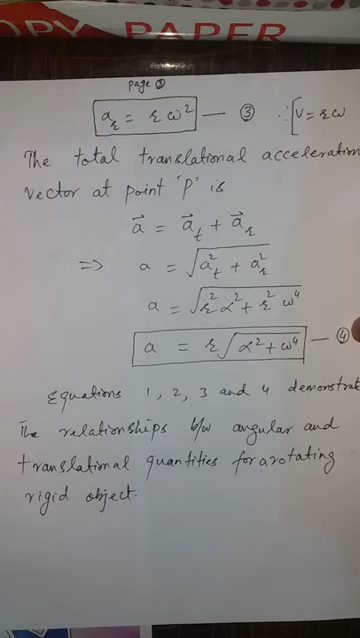 OPY PAPER
page ③
a_r = r ω² — ③ ∵ [v = r ω
The total translational acceleration
vector at point 'P' is
a⃗ = a⃗_t + a⃗_r
⇒ a = √(a_t² + a_r²)
a = √(r² α² + r² ω⁴)
a = r √(α² + ω⁴) — ④
Equations 1, 2, 3 and 4 demonstrat
The relationships b/w angular and
translational quantities for a rotating
rigid object.